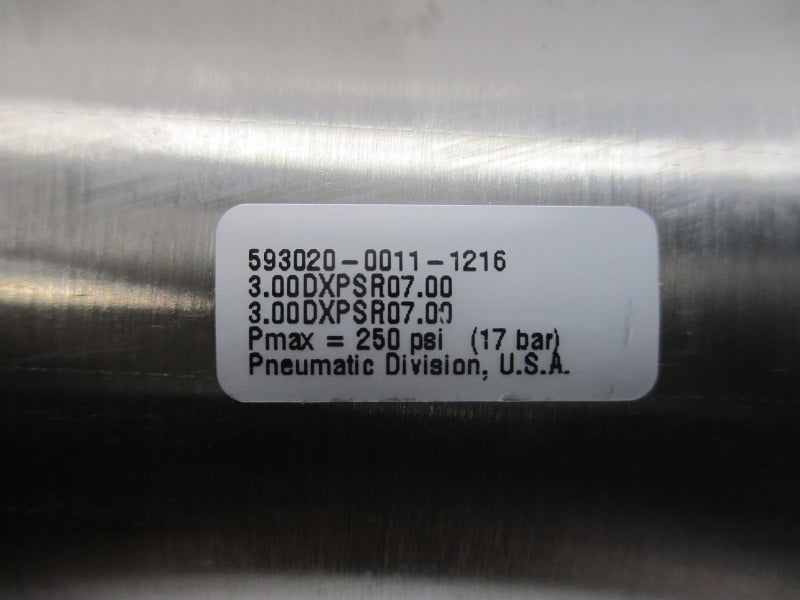 593020-0011-1216
3.00DXPSR07.00
3.00DXPSR07.00
Pmax = 250 psi (17 bar)
Pneumatic Division, U.S.A.